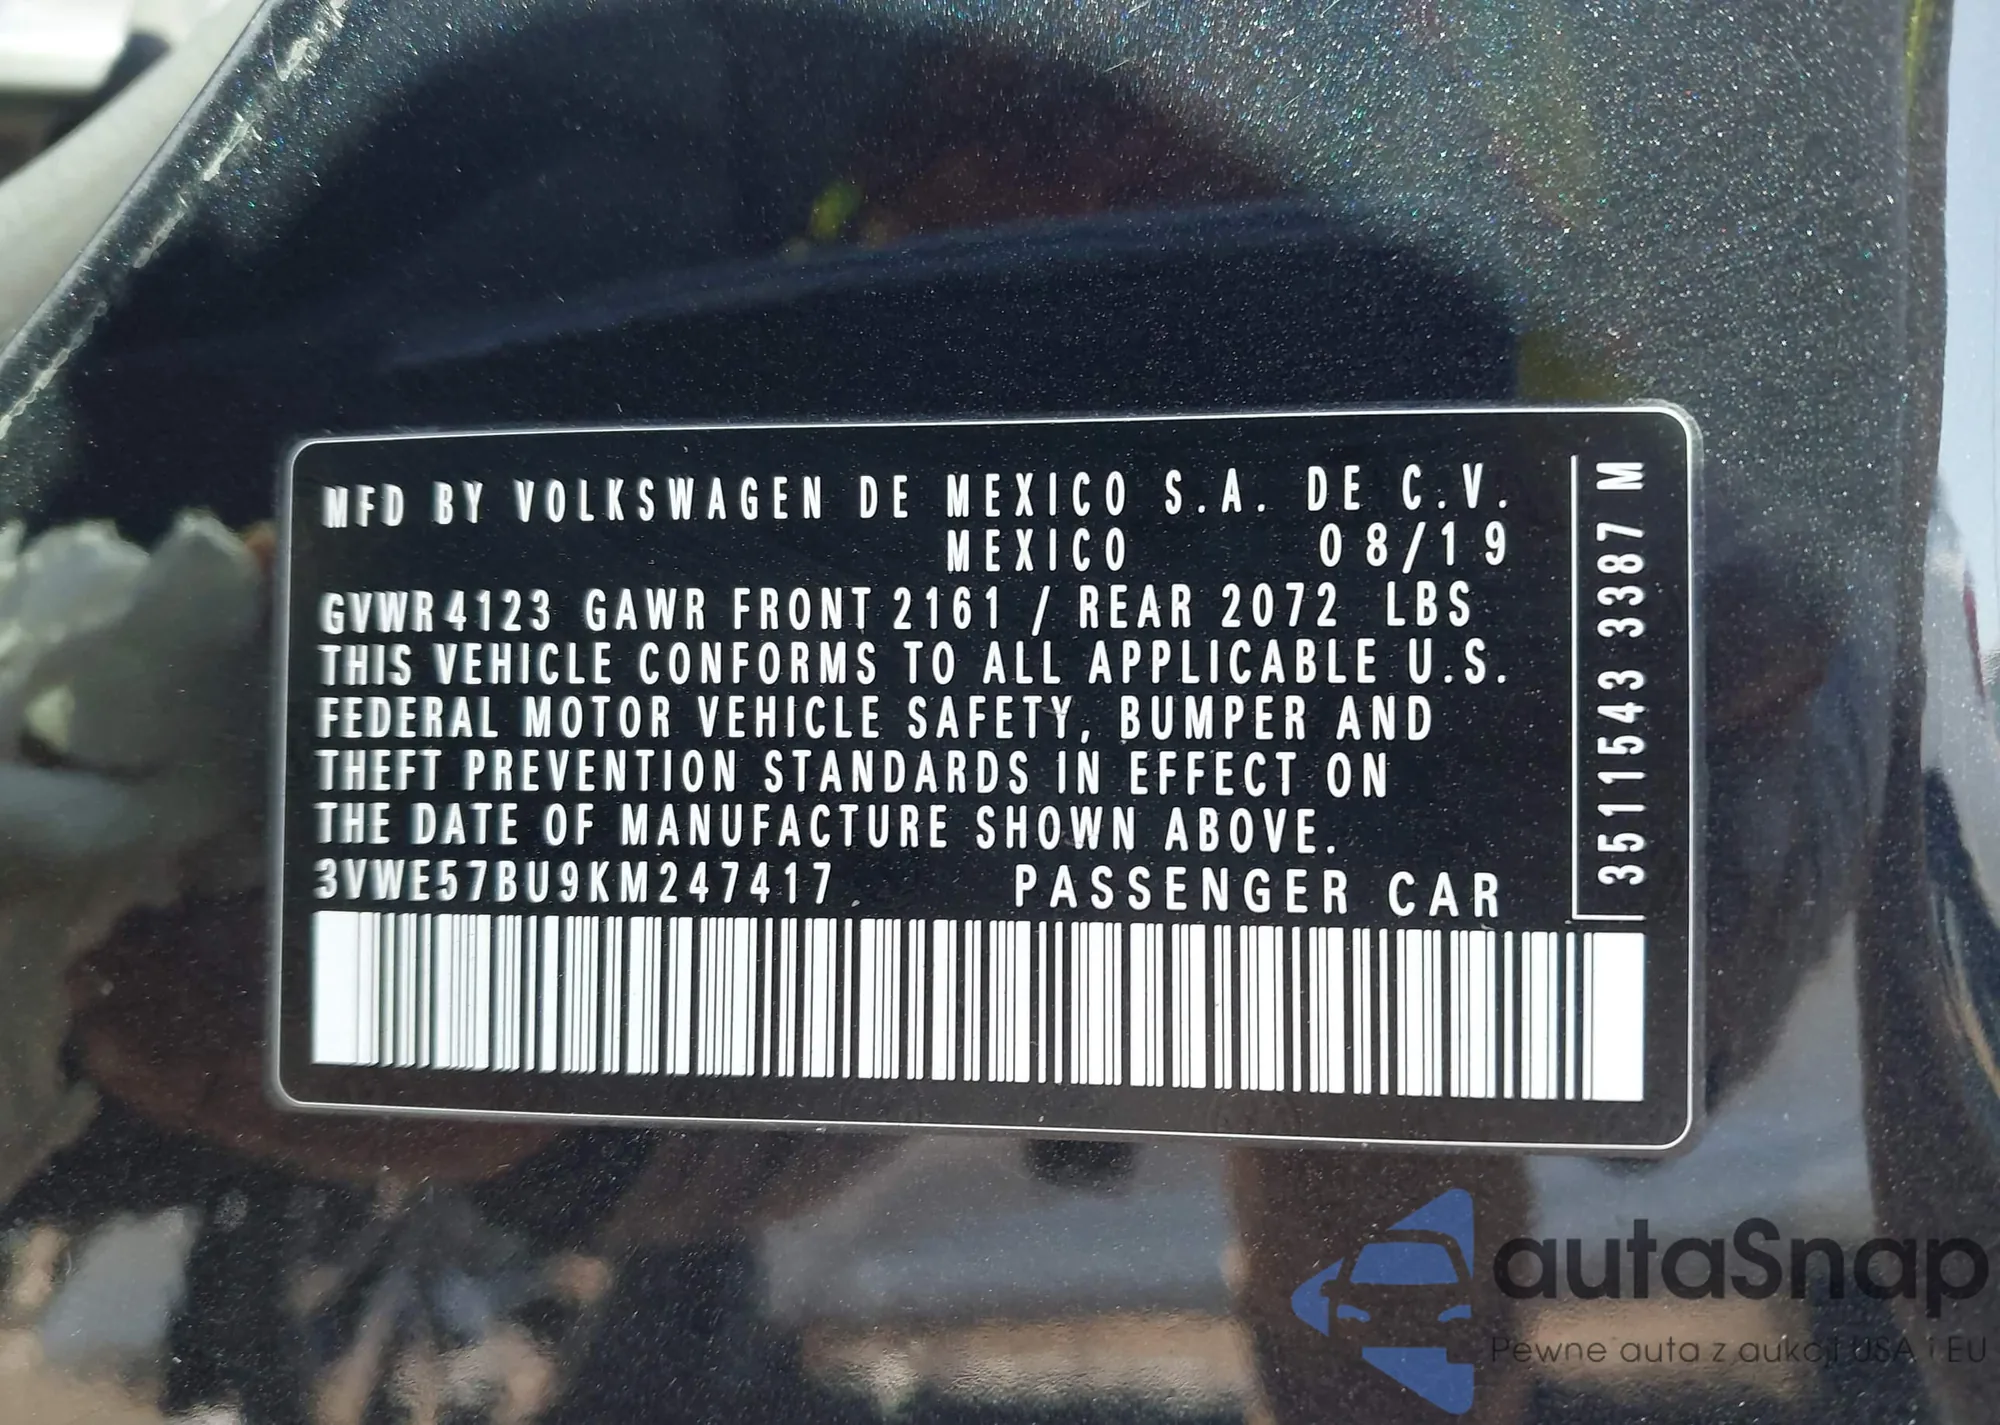 MFD BY VOLKSWAGEN DE MEXICO S.A. DE C.V.
MEXICO 08/19
GVWR 4123 GAWR FRONT 2161 / REAR 2072 LBS
THIS VEHICLE CONFORMS TO ALL APPLICABLE U.S.
FEDERAL MOTOR VEHICLE SAFETY, BUMPER AND
THEFT PREVENTION STANDARDS IN EFFECT ON
THE DATE OF MANUFACTURE SHOWN ABOVE.
3VWE57BU9KM247417 PASSENGER CAR
3511543 3387 M
autaSnap
Pewne auta z aukcji USA i EU